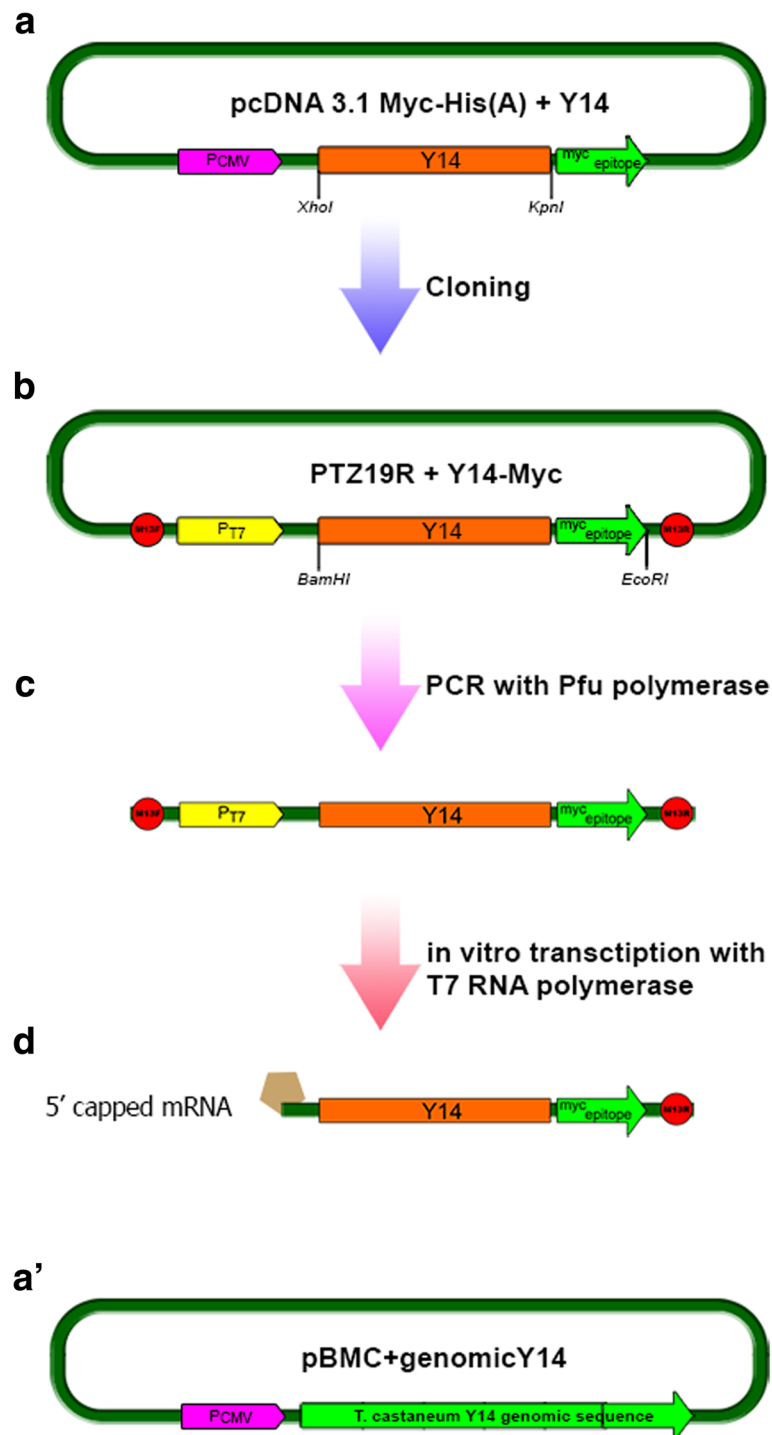 a
pcDNA 3.1 Myc-His(A) + Y14
PCMV
Y14
myc
epitope
XhoI
KpnI
Cloning
b
PTZ19R + Y14-Myc
M13F
PT7
Y14
myc
epitope
M13R
BamHI
EcoRI
c
PCR with Pfu polymerase
M13F
PT7
Y14
myc
epitope
M13R
in vitro transctiption with
T7 RNA polymerase
d
5' capped mRNA
Y14
myc
epitope
M13R
a'
pBMC+genomicY14
PCMV
T. castaneum Y14 genomic sequence